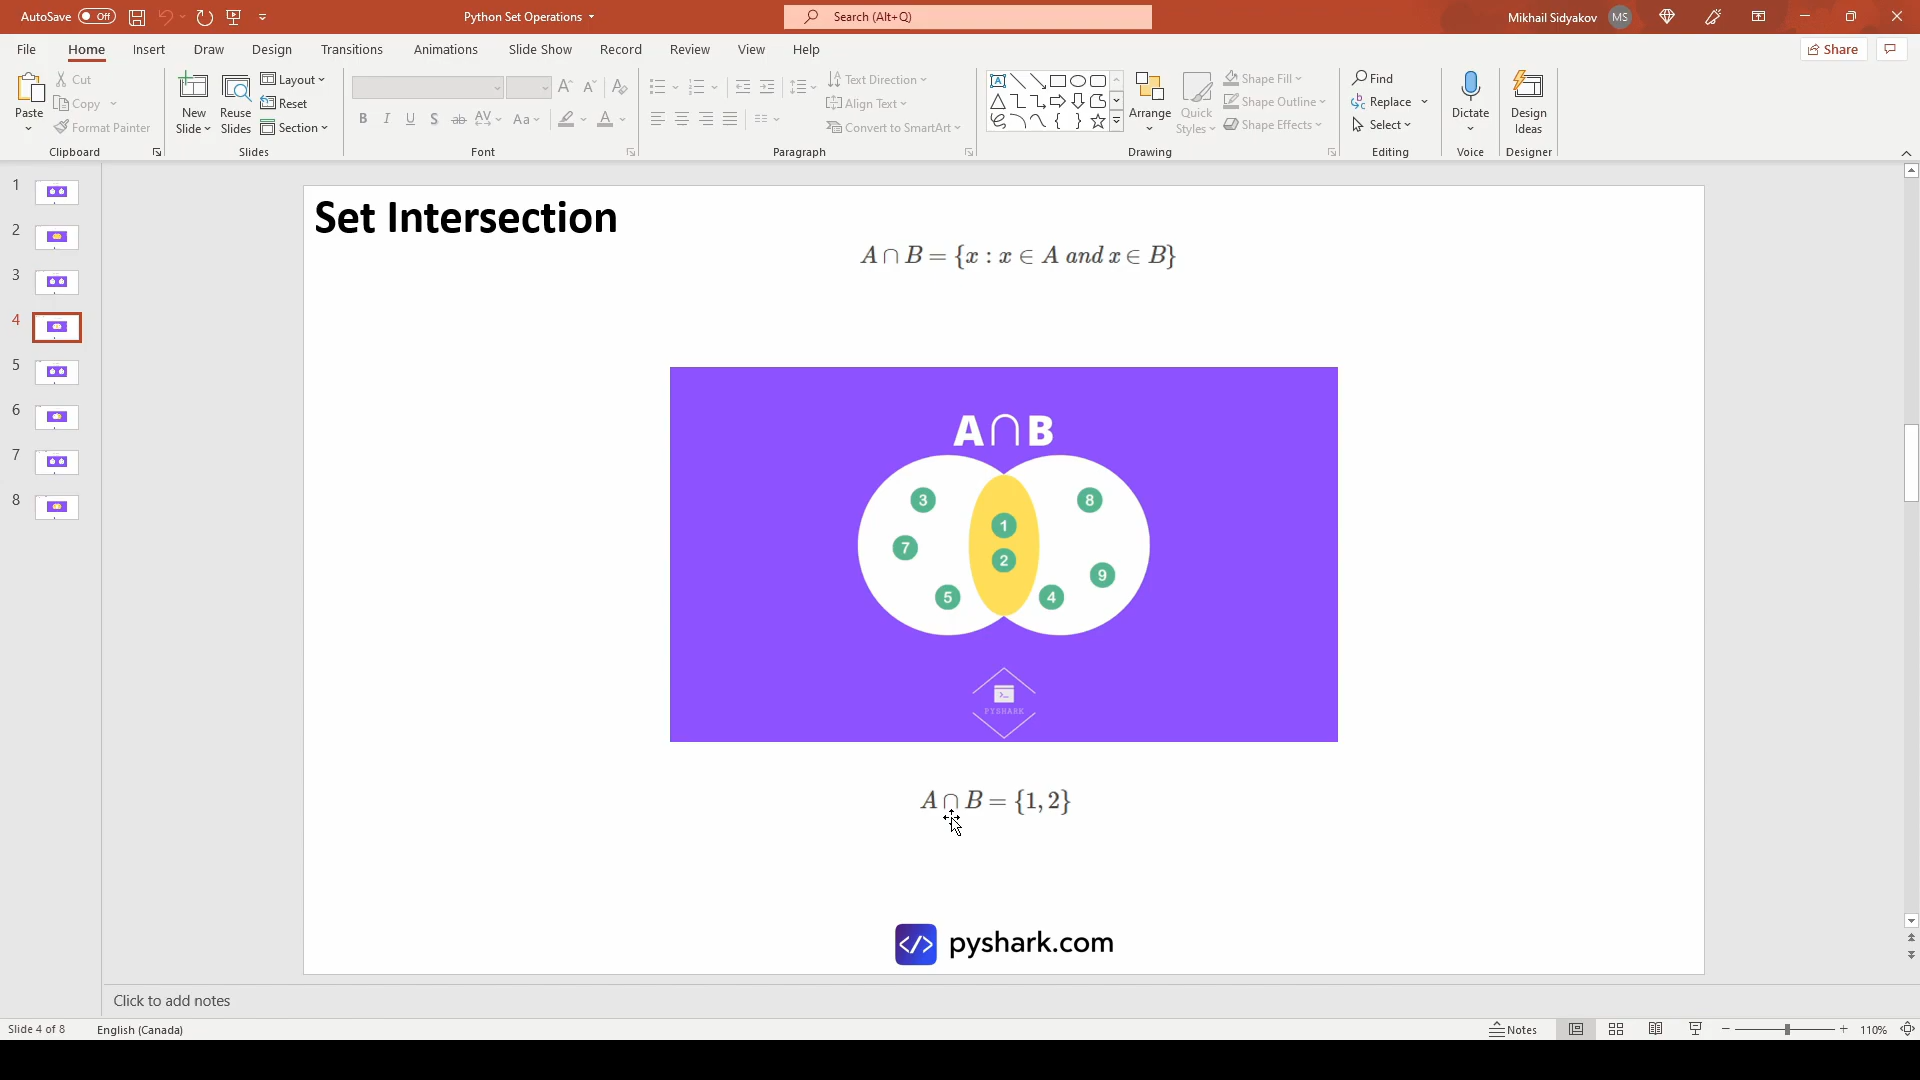 AutoSave Off Python Set Operations Search (Alt+Q) Mikhail Sidyakov MS
File Home Insert Draw Design Transitions Animations Slide Show Record Review View Help Share
Paste Cut Copy Format Painter
Clipboard
New Slide Reuse Slides Layout Reset Section
Slides
B I U S ab AV Aa A
Font
Text Direction Align Text Convert to SmartArt
Paragraph
Arrange Quick Styles Shape Fill Shape Outline Shape Effects
Drawing
Find Replace Select
Editing
Dictate
Voice
Design Ideas
Designer
1
2
3
4
5
6
7
8
Set Intersection
A ∩ B = {x : x ∈ A and x ∈ B}
A∩B
3 8
1
7 2 9
5 4
PYSHARK
A ∩ B = {1, 2}
</> pyshark.com
Click to add notes
Slide 4 of 8 English (Canada) Notes 110%